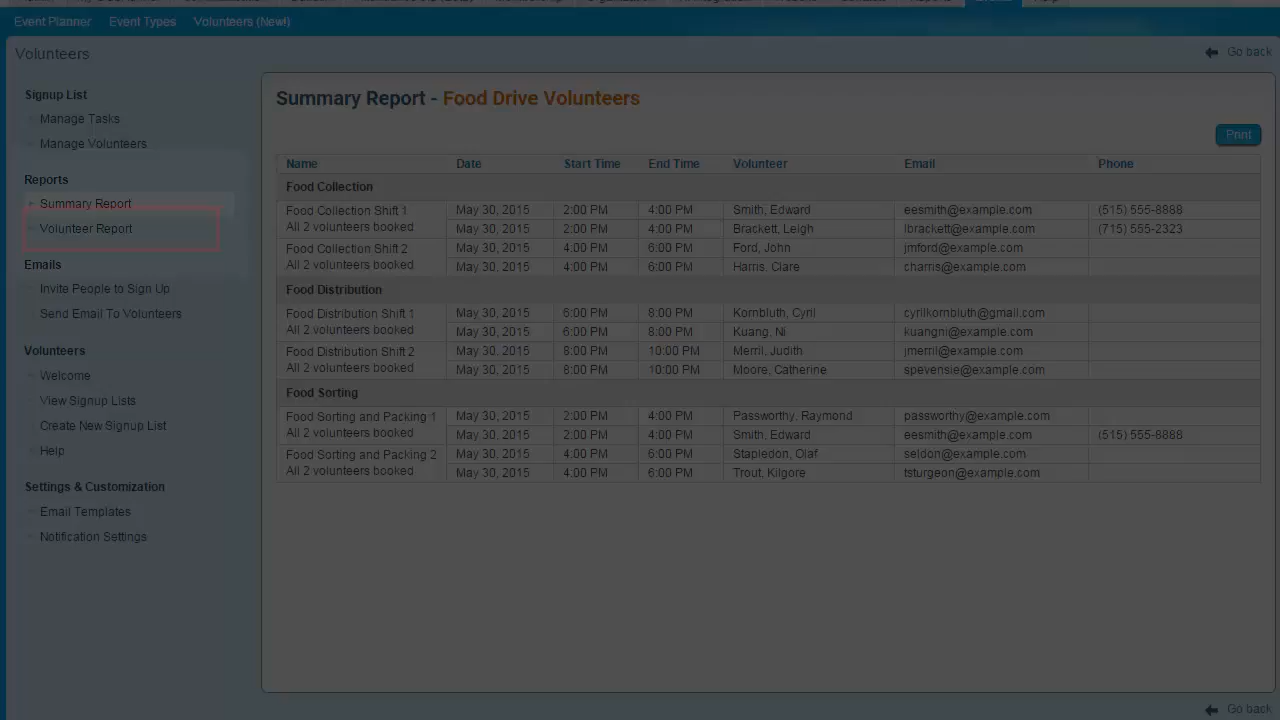 Event Planner Event Types Volunteers (New!)
Volunteers
Go back
Signup List
Manage Tasks
Manage Volunteers
Reports
Summary Report
Volunteer Report
Emails
Invite People to Sign Up
Send Email To Volunteers
Volunteers
Welcome
View Signup Lists
Create New Signup List
Help
Settings & Customization
Email Templates
Notification Settings
Summary Report - Food Drive Volunteers
Print
Name Date Start Time End Time Volunteer Email Phone
Food Collection
Food Collection Shift 1 May 30, 2015 2:00 PM 4:00 PM Smith, Edward eesmith@example.com (515) 555-8888
All 2 volunteers booked May 30, 2015 2:00 PM 4:00 PM Brackett, Leigh lbrackett@example.com (715) 555-2323
Food Collection Shift 2 May 30, 2015 4:00 PM 6:00 PM Ford, John jmford@example.com
All 2 volunteers booked May 30, 2015 4:00 PM 6:00 PM Harris, Clare charris@example.com
Food Distribution
Food Distribution Shift 1 May 30, 2015 6:00 PM 8:00 PM Kornbluth, Cyril cyrilkornbluth@gmail.com
All 2 volunteers booked May 30, 2015 6:00 PM 8:00 PM Kuang, Ni kuangni@example.com
Food Distribution Shift 2 May 30, 2015 8:00 PM 10:00 PM Merril, Judith jmerril@example.com
All 2 volunteers booked May 30, 2015 8:00 PM 10:00 PM Moore, Catherine spevensie@example.com
Food Sorting
Food Sorting and Packing 1 May 30, 2015 2:00 PM 4:00 PM Passworthy, Raymond passworthy@example.com
All 2 volunteers booked May 30, 2015 2:00 PM 4:00 PM Smith, Edward eesmith@example.com (515) 555-8888
Food Sorting and Packing 2 May 30, 2015 4:00 PM 6:00 PM Stapledon, Olaf seldon@example.com
All 2 volunteers booked May 30, 2015 4:00 PM 6:00 PM Trout, Kilgore tsturgeon@example.com
Go back